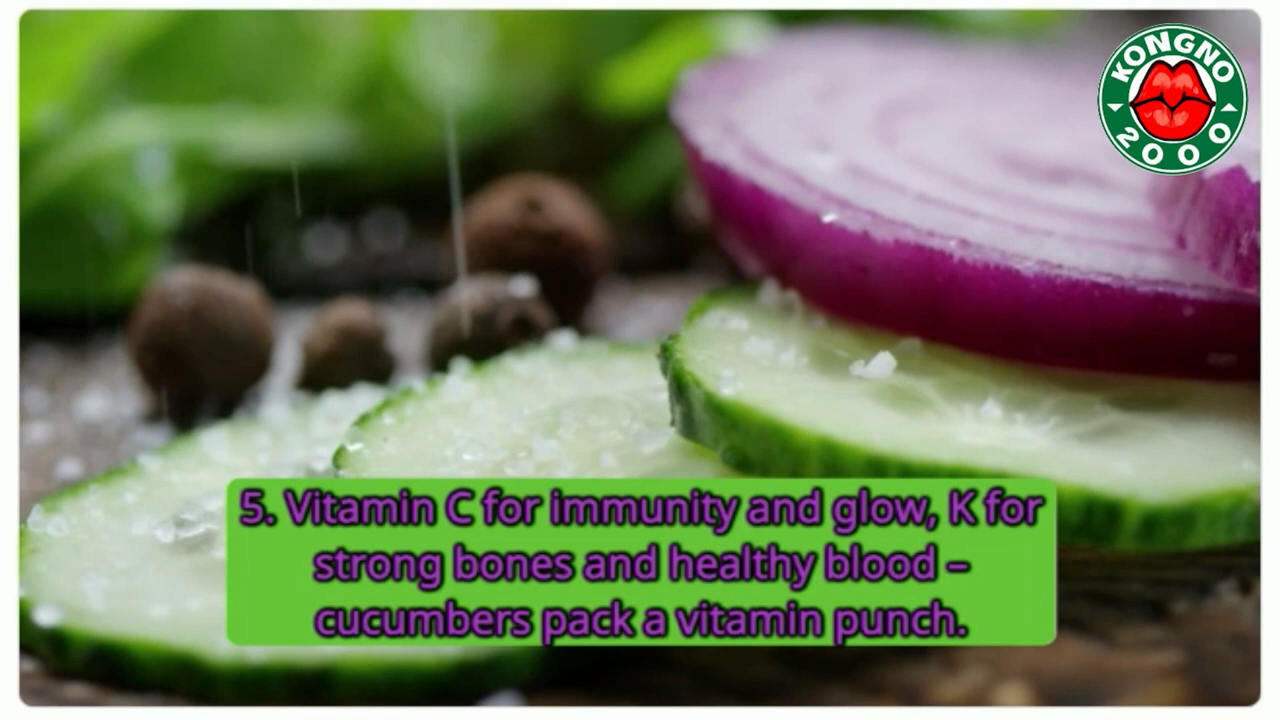 KONGNO
2000
5. Vitamin C for immunity and glow, K for
strong bones and healthy blood –
cucumbers pack a vitamin punch.